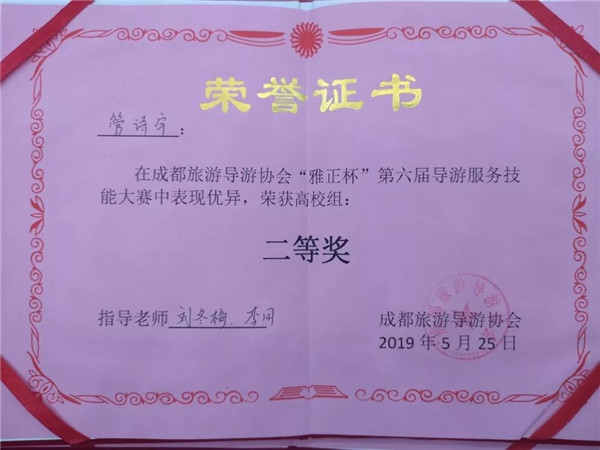 荣誉证书
管诗宇：
在成都旅游导游协会“雅正杯”第六届导游服务技
能大赛中表现优异，荣获高校组：
二等奖
指导老师 刘冬梅、李同
成都旅游导游协会
2019年5月25日